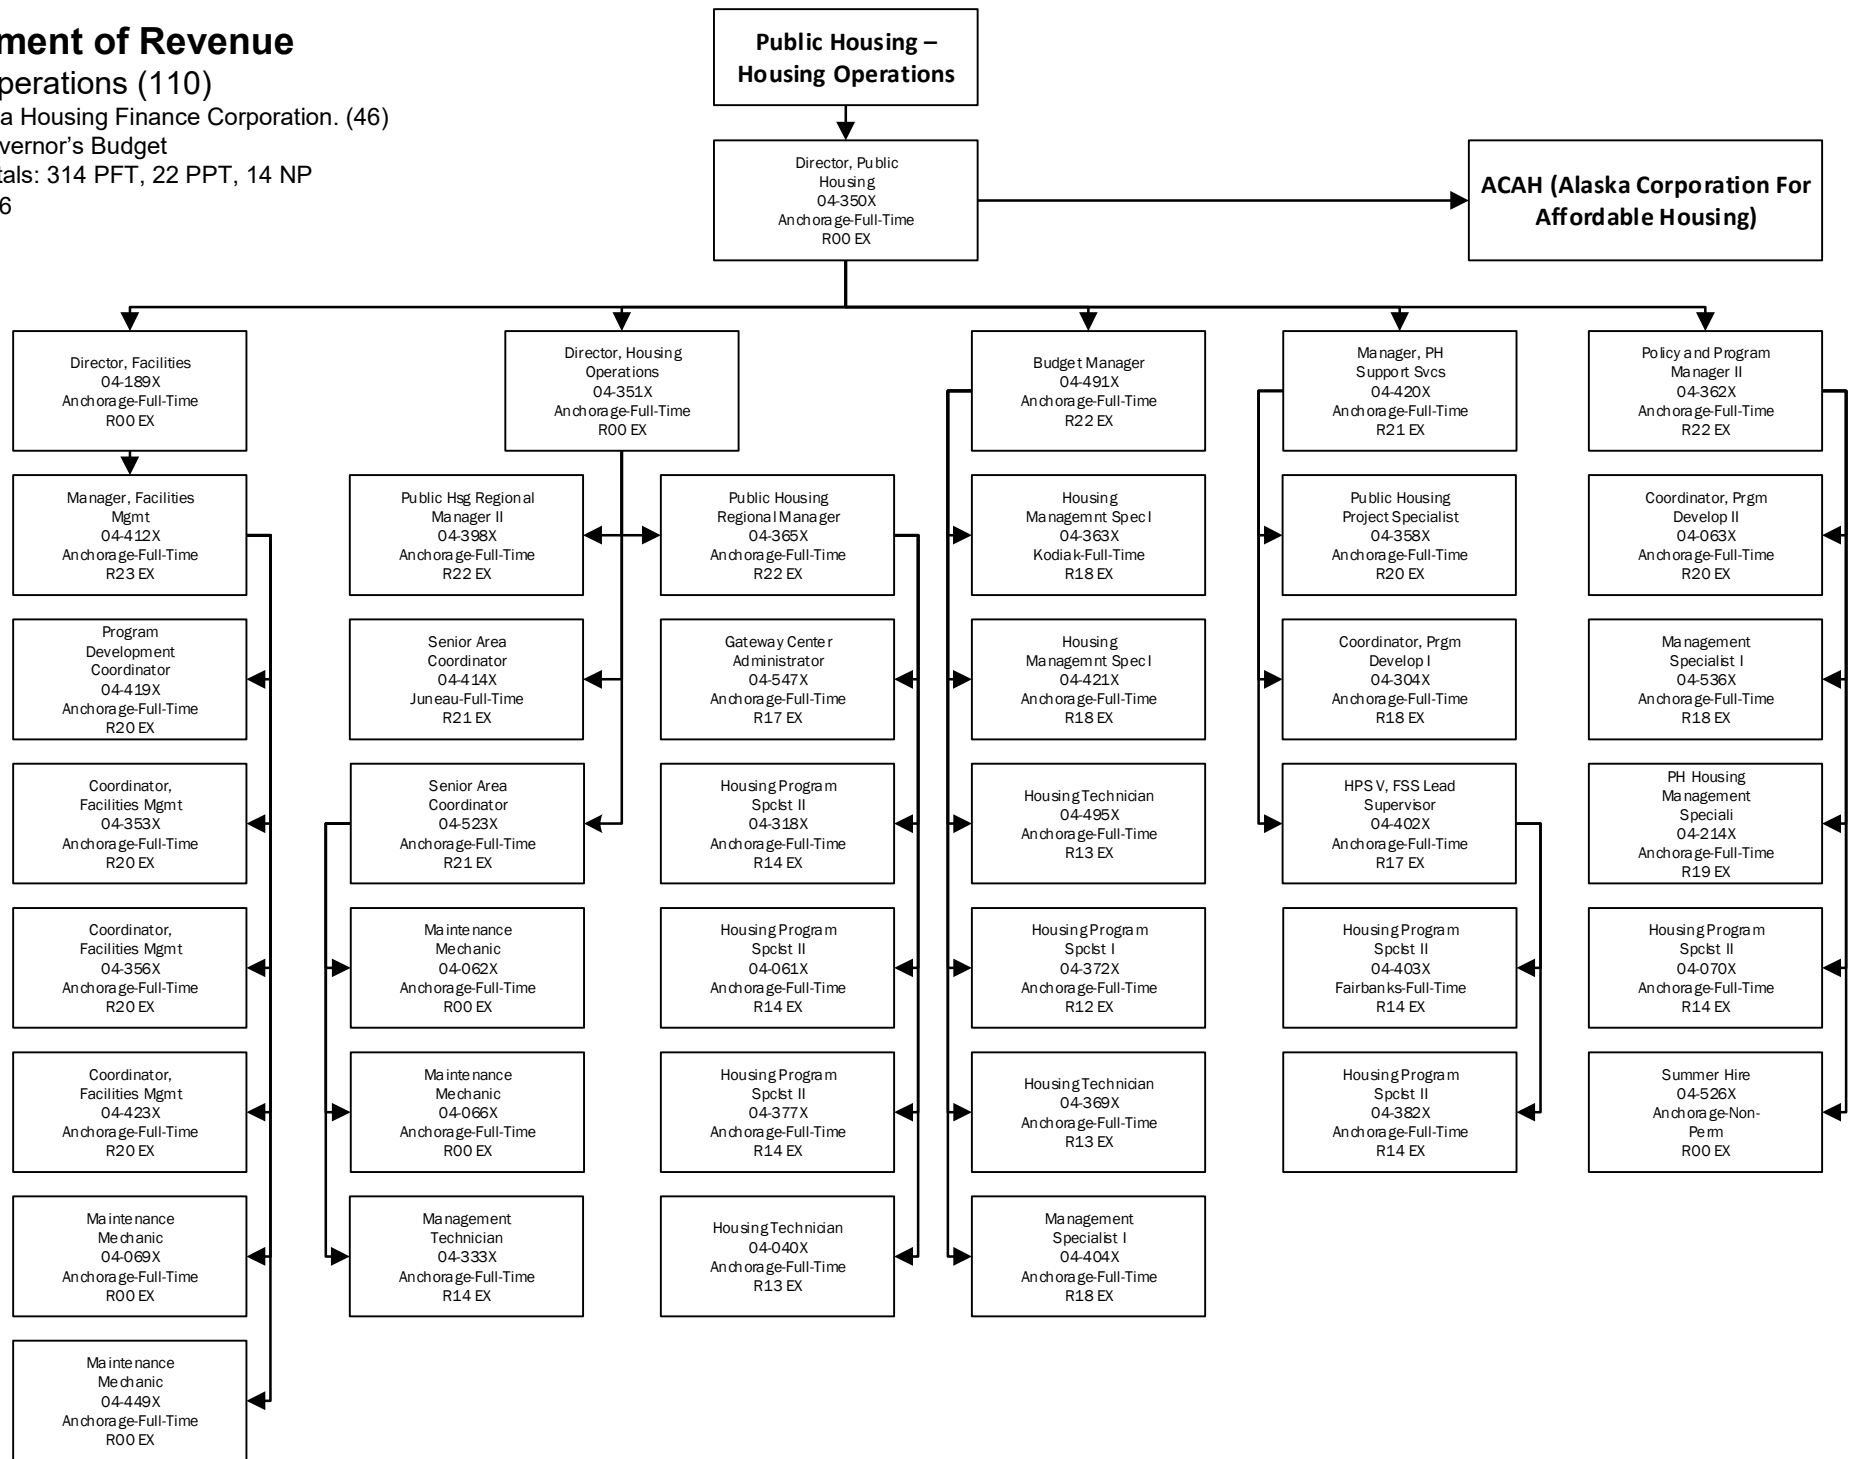 ment of Revenue
perations (110)
a Housing Finance Corporation. (46)
vernor's Budget
tals: 314 PFT, 22 PPT, 14 NP
6
Public Housing –
Housing Operations
Director, Public
Housing
04-350X
Anchorage-Full-Time
R00 EX
ACAH (Alaska Corporation For
Affordable Housing)
Director, Facilities
04-189X
Anchorage-Full-Time
R00 EX
Director, Housing
Operations
04-351X
Anchorage-Full-Time
R00 EX
Budget Manager
04-491X
Anchorage-Full-Time
R22 EX
Manager, PH
Support Svcs
04-420X
Anchorage-Full-Time
R21 EX
Policy and Program
Manager II
04-362X
Anchorage-Full-Time
R22 EX
Manager, Facilities
Mgmt
04-412X
Anchorage-Full-Time
R23 EX
Public Hsg Regional
Manager II
04-398X
Anchorage-Full-Time
R22 EX
Public Housing
Regional Manager
04-365X
Anchorage-Full-Time
R22 EX
Housing
Managemnt Spec I
04-363X
Kodiak-Full-Time
R18 EX
Public Housing
Project Specialist
04-358X
Anchorage-Full-Time
R20 EX
Coordinator, Prgm
Develop II
04-063X
Anchorage-Full-Time
R20 EX
Program
Development
Coordinator
04-419X
Anchorage-Full-Time
R20 EX
Senior Area
Coordinator
04-414X
Juneau-Full-Time
R21 EX
Gateway Center
Administrator
04-547X
Anchorage-Full-Time
R17 EX
Housing
Managemnt Spec I
04-421X
Anchorage-Full-Time
R18 EX
Coordinator, Prgm
Develop I
04-304X
Anchorage-Full-Time
R18 EX
Management
Specialist I
04-536X
Anchorage-Full-Time
R18 EX
Coordinator,
Facilities Mgmt
04-353X
Anchorage-Full-Time
R20 EX
Senior Area
Coordinator
04-523X
Anchorage-Full-Time
R21 EX
Housing Program
Spclst II
04-318X
Anchorage-Full-Time
R14 EX
Housing Technician
04-495X
Anchorage-Full-Time
R13 EX
HPS V, FSS Lead
Supervisor
04-402X
Anchorage-Full-Time
R17 EX
PH Housing
Management
Speciali
04-214X
Anchorage-Full-Time
R19 EX
Coordinator,
Facilities Mgmt
04-356X
Anchorage-Full-Time
R20 EX
Maintenance
Mechanic
04-062X
Anchorage-Full-Time
R00 EX
Housing Program
Spclst II
04-061X
Anchorage-Full-Time
R14 EX
Housing Program
Spclst I
04-372X
Anchorage-Full-Time
R12 EX
Housing Program
Spclst II
04-403X
Fairbanks-Full-Time
R14 EX
Housing Program
Spclst II
04-070X
Anchorage-Full-Time
R14 EX
Coordinator,
Facilities Mgmt
04-423X
Anchorage-Full-Time
R20 EX
Maintenance
Mechanic
04-066X
Anchorage-Full-Time
R00 EX
Housing Program
Spclst II
04-377X
Anchorage-Full-Time
R14 EX
Housing Technician
04-369X
Anchorage-Full-Time
R13 EX
Housing Program
Spclst II
04-382X
Anchorage-Full-Time
R14 EX
Summer Hire
04-526X
Anchorage-Non-
Perm
R00 EX
Maintenance
Mechanic
04-069X
Anchorage-Full-Time
R00 EX
Management
Technician
04-333X
Anchorage-Full-Time
R14 EX
Housing Technician
04-040X
Anchorage-Full-Time
R13 EX
Management
Specialist I
04-404X
Anchorage-Full-Time
R18 EX
Maintenance
Mechanic
04-449X
Anchorage-Full-Time
R00 EX